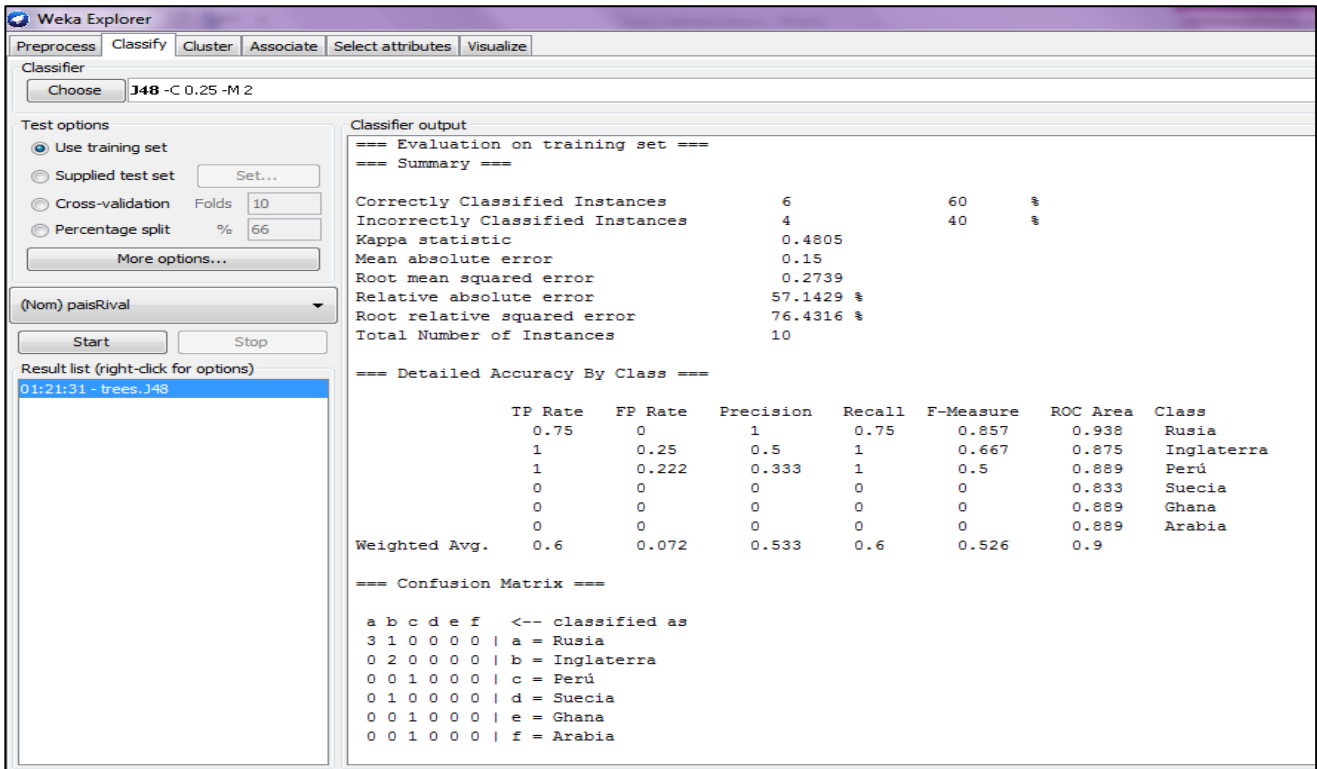 Weka Explorer
Preprocess Classify Cluster Associate Select attributes Visualize
Classifier
Choose J48 -C 0.25 -M 2
Test options
Use training set
Supplied test set Set...
Cross-validation Folds 10
Percentage split % 66
More options...
(Nom) paisRival
Start Stop
Result list (right-click for options)
01:21:31 - trees.J48
Classifier output
=== Evaluation on training set ===
=== Summary ===
Correctly Classified Instances 6 60 %
Incorrectly Classified Instances 4 40 %
Kappa statistic 0.4805
Mean absolute error 0.15
Root mean squared error 0.2739
Relative absolute error 57.1429 %
Root relative squared error 76.4316 %
Total Number of Instances 10
=== Detailed Accuracy By Class ===
TP Rate FP Rate Precision Recall F-Measure ROC Area Class
0.75 0 1 0.75 0.857 0.938 Rusia
1 0.25 0.5 1 0.667 0.875 Inglaterra
1 0.222 0.333 1 0.5 0.889 Perú
0 0 0 0 0 0.833 Suecia
0 0 0 0 0 0.889 Ghana
0 0 0 0 0 0.889 Arabia
Weighted Avg. 0.6 0.072 0.533 0.6 0.526 0.9
=== Confusion Matrix ===
a b c d e f <-- classified as
3 1 0 0 0 0 | a = Rusia
0 2 0 0 0 0 | b = Inglaterra
0 0 1 0 0 0 | c = Perú
0 1 0 0 0 0 | d = Suecia
0 0 1 0 0 0 | e = Ghana
0 0 1 0 0 0 | f = Arabia